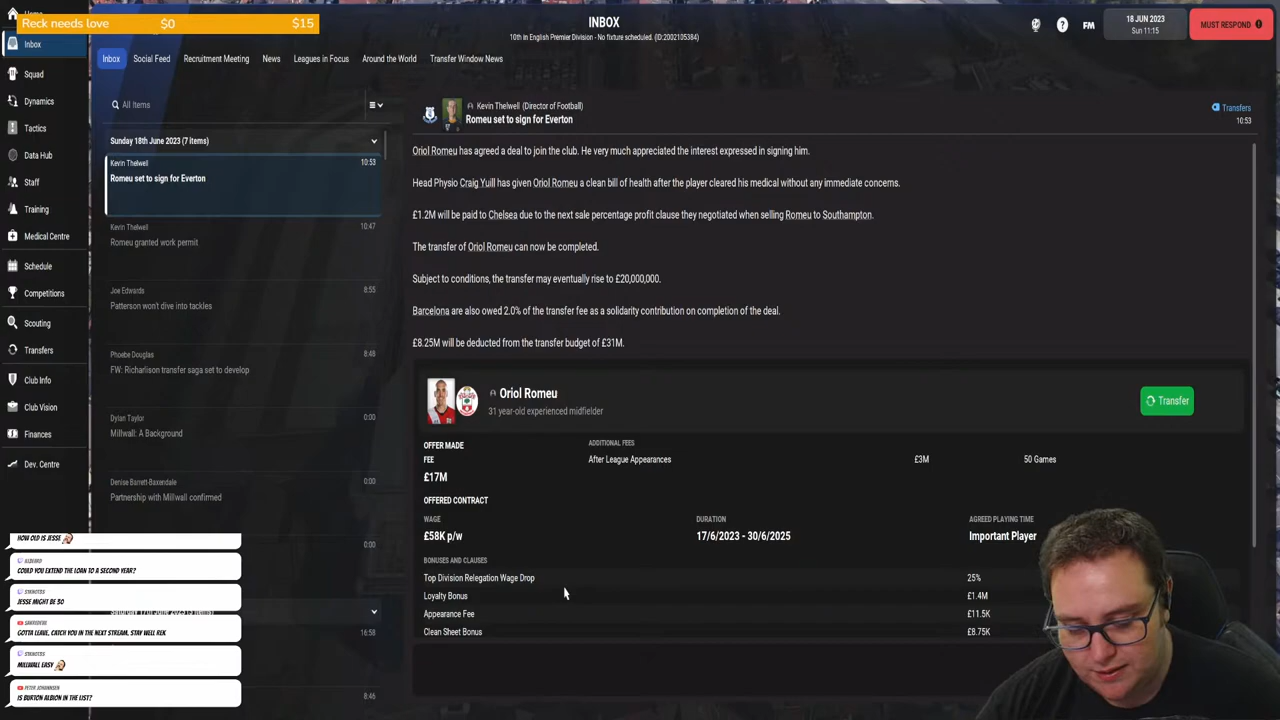 Home
Reck needs love $0 $15
INBOX
10th in English Premier Division - No fixture scheduled. (ID:2002105384)
FM
18 JUN 2023
Sun 11:15
MUST RESPOND
Inbox
Squad
Dynamics
Tactics
Data Hub
Staff
Training
Medical Centre
Schedule
Competitions
Scouting
Transfers
Club Info
Club Vision
Finances
Dev. Centre
Inbox Social Feed Recruitment Meeting News Leagues in Focus Around the World Transfer Window News
All Items
Sunday 18th June 2023 (7 items)
Kevin Thelwell 10:53
Romeu set to sign for Everton
Kevin Thelwell 10:47
Romeu granted work permit
Joe Edwards 8:55
Patterson won't dive into tackles
Phoebe Douglas 8:46
FW: Richarlison transfer saga set to develop
Dylan Taylor 0:00
Millwall: A Background
Denise Barrett-Baxendale 0:00
Partnership with Millwall confirmed
0:00
16:58
8:46
HOW OLD IS JESSE
COULD YOU EXTEND THE LOAN TO A SECOND YEAR?
JESSE MIGHT BE 30
GOTTA LEAVE, CATCH YOU IN THE NEXT STREAM. STAY WELL REK
MILLWALL EASY
PETER JOHANNSEN
IS BURTON ALBION IN THE LIST?
Kevin Thelwell (Director of Football)
Romeu set to sign for Everton
Transfers
10:53
Oriol Romeu has agreed a deal to join the club. He very much appreciated the interest expressed in signing him.
Head Physio Craig Yuill has given Oriol Romeu a clean bill of health after the player cleared his medical without any immediate concerns.
£1.2M will be paid to Chelsea due to the next sale percentage profit clause they negotiated when selling Romeu to Southampton.
The transfer of Oriol Romeu can now be completed.
Subject to conditions, the transfer may eventually rise to £20,000,000.
Barcelona are also owed 2.0% of the transfer fee as a solidarity contribution on completion of the deal.
£8.25M will be deducted from the transfer budget of £31M.
Oriol Romeu
31 year-old experienced midfielder
Transfer
OFFER MADE ADDITIONAL FEES
FEE After League Appearances £3M 50 Games
£17M
OFFERED CONTRACT
WAGE DURATION AGREED PLAYING TIME
£58K p/w 17/6/2023 - 30/6/2025 Important Player
BONUSES AND CLAUSES
Top Division Relegation Wage Drop 25%
Loyalty Bonus £1.4M
Appearance Fee £11.5K
Clean Sheet Bonus £8.75K